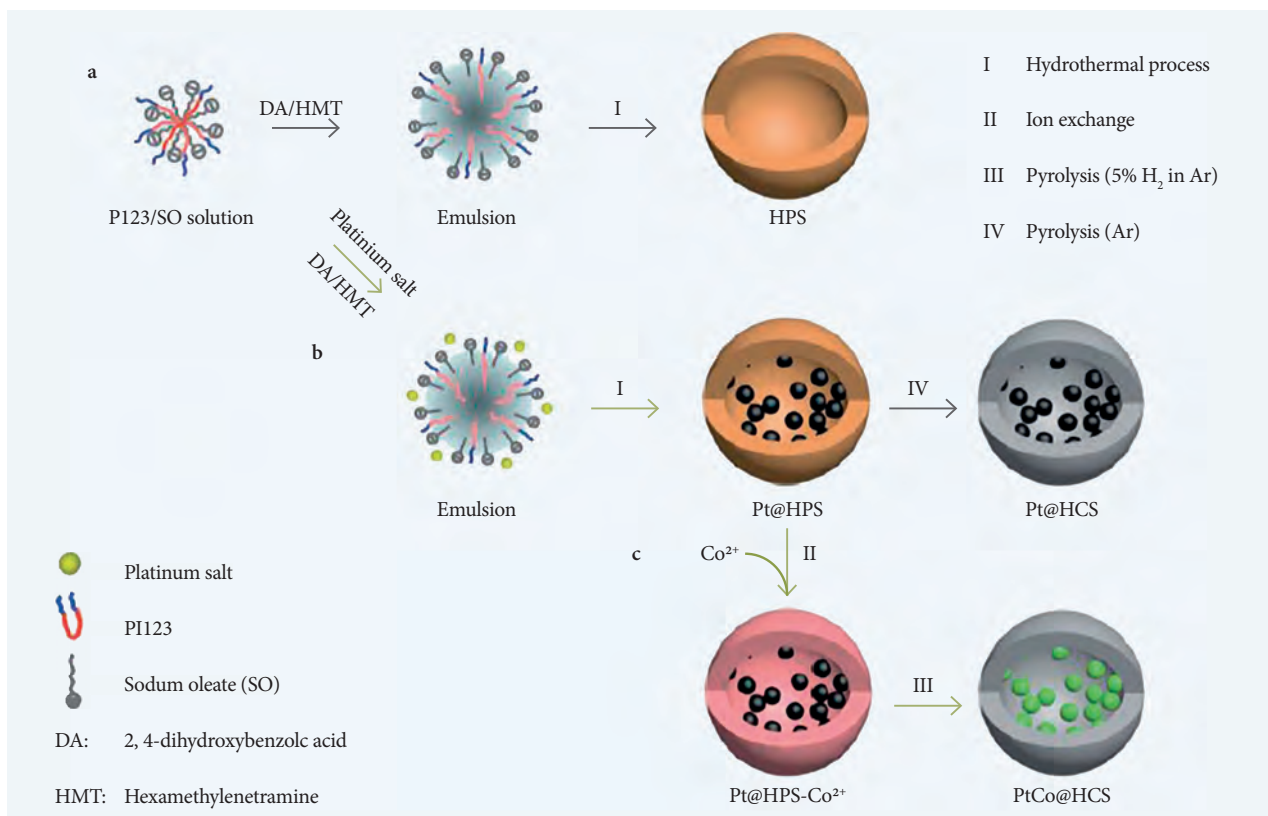 a
DA/HMT
I
P123/SO solution
Emulsion
HPS
I Hydrothermal process
II Ion exchange
III Pyrolysis (5% H₂ in Ar)
IV Pyrolysis (Ar)
Platinium salt
DA/HMT
b
I
IV
Emulsion
Pt@HPS
Pt@HCS
c
Co²⁺
II
III
Pt@HPS-Co²⁺
PtCo@HCS
Platinum salt
PI123
Sodum oleate (SO)
DA: 2, 4-dihydroxybenzolc acid
HMT: Hexamethylenetramine